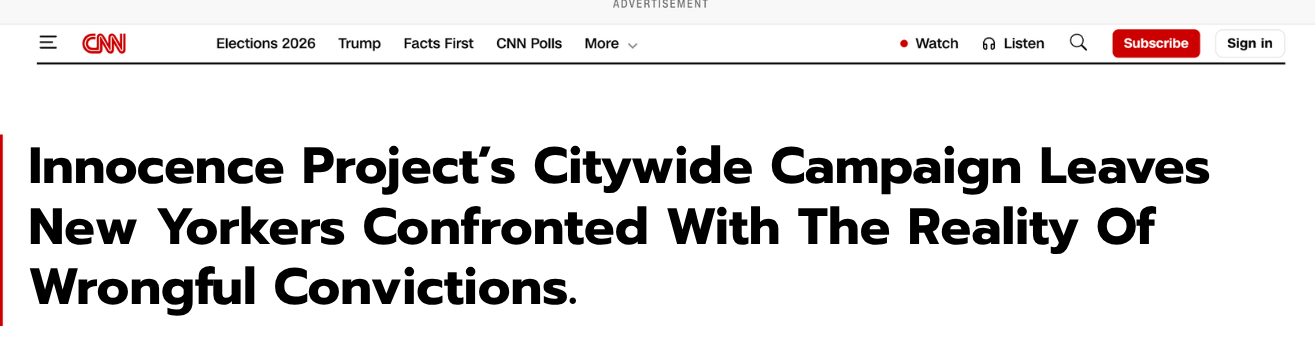 ADVERTISEMENT
CNN Elections 2026 Trump Facts First CNN Polls More Watch Listen Subscribe Sign in
Innocence Project’s Citywide Campaign Leaves
New Yorkers Confronted With The Reality Of
Wrongful Convictions.